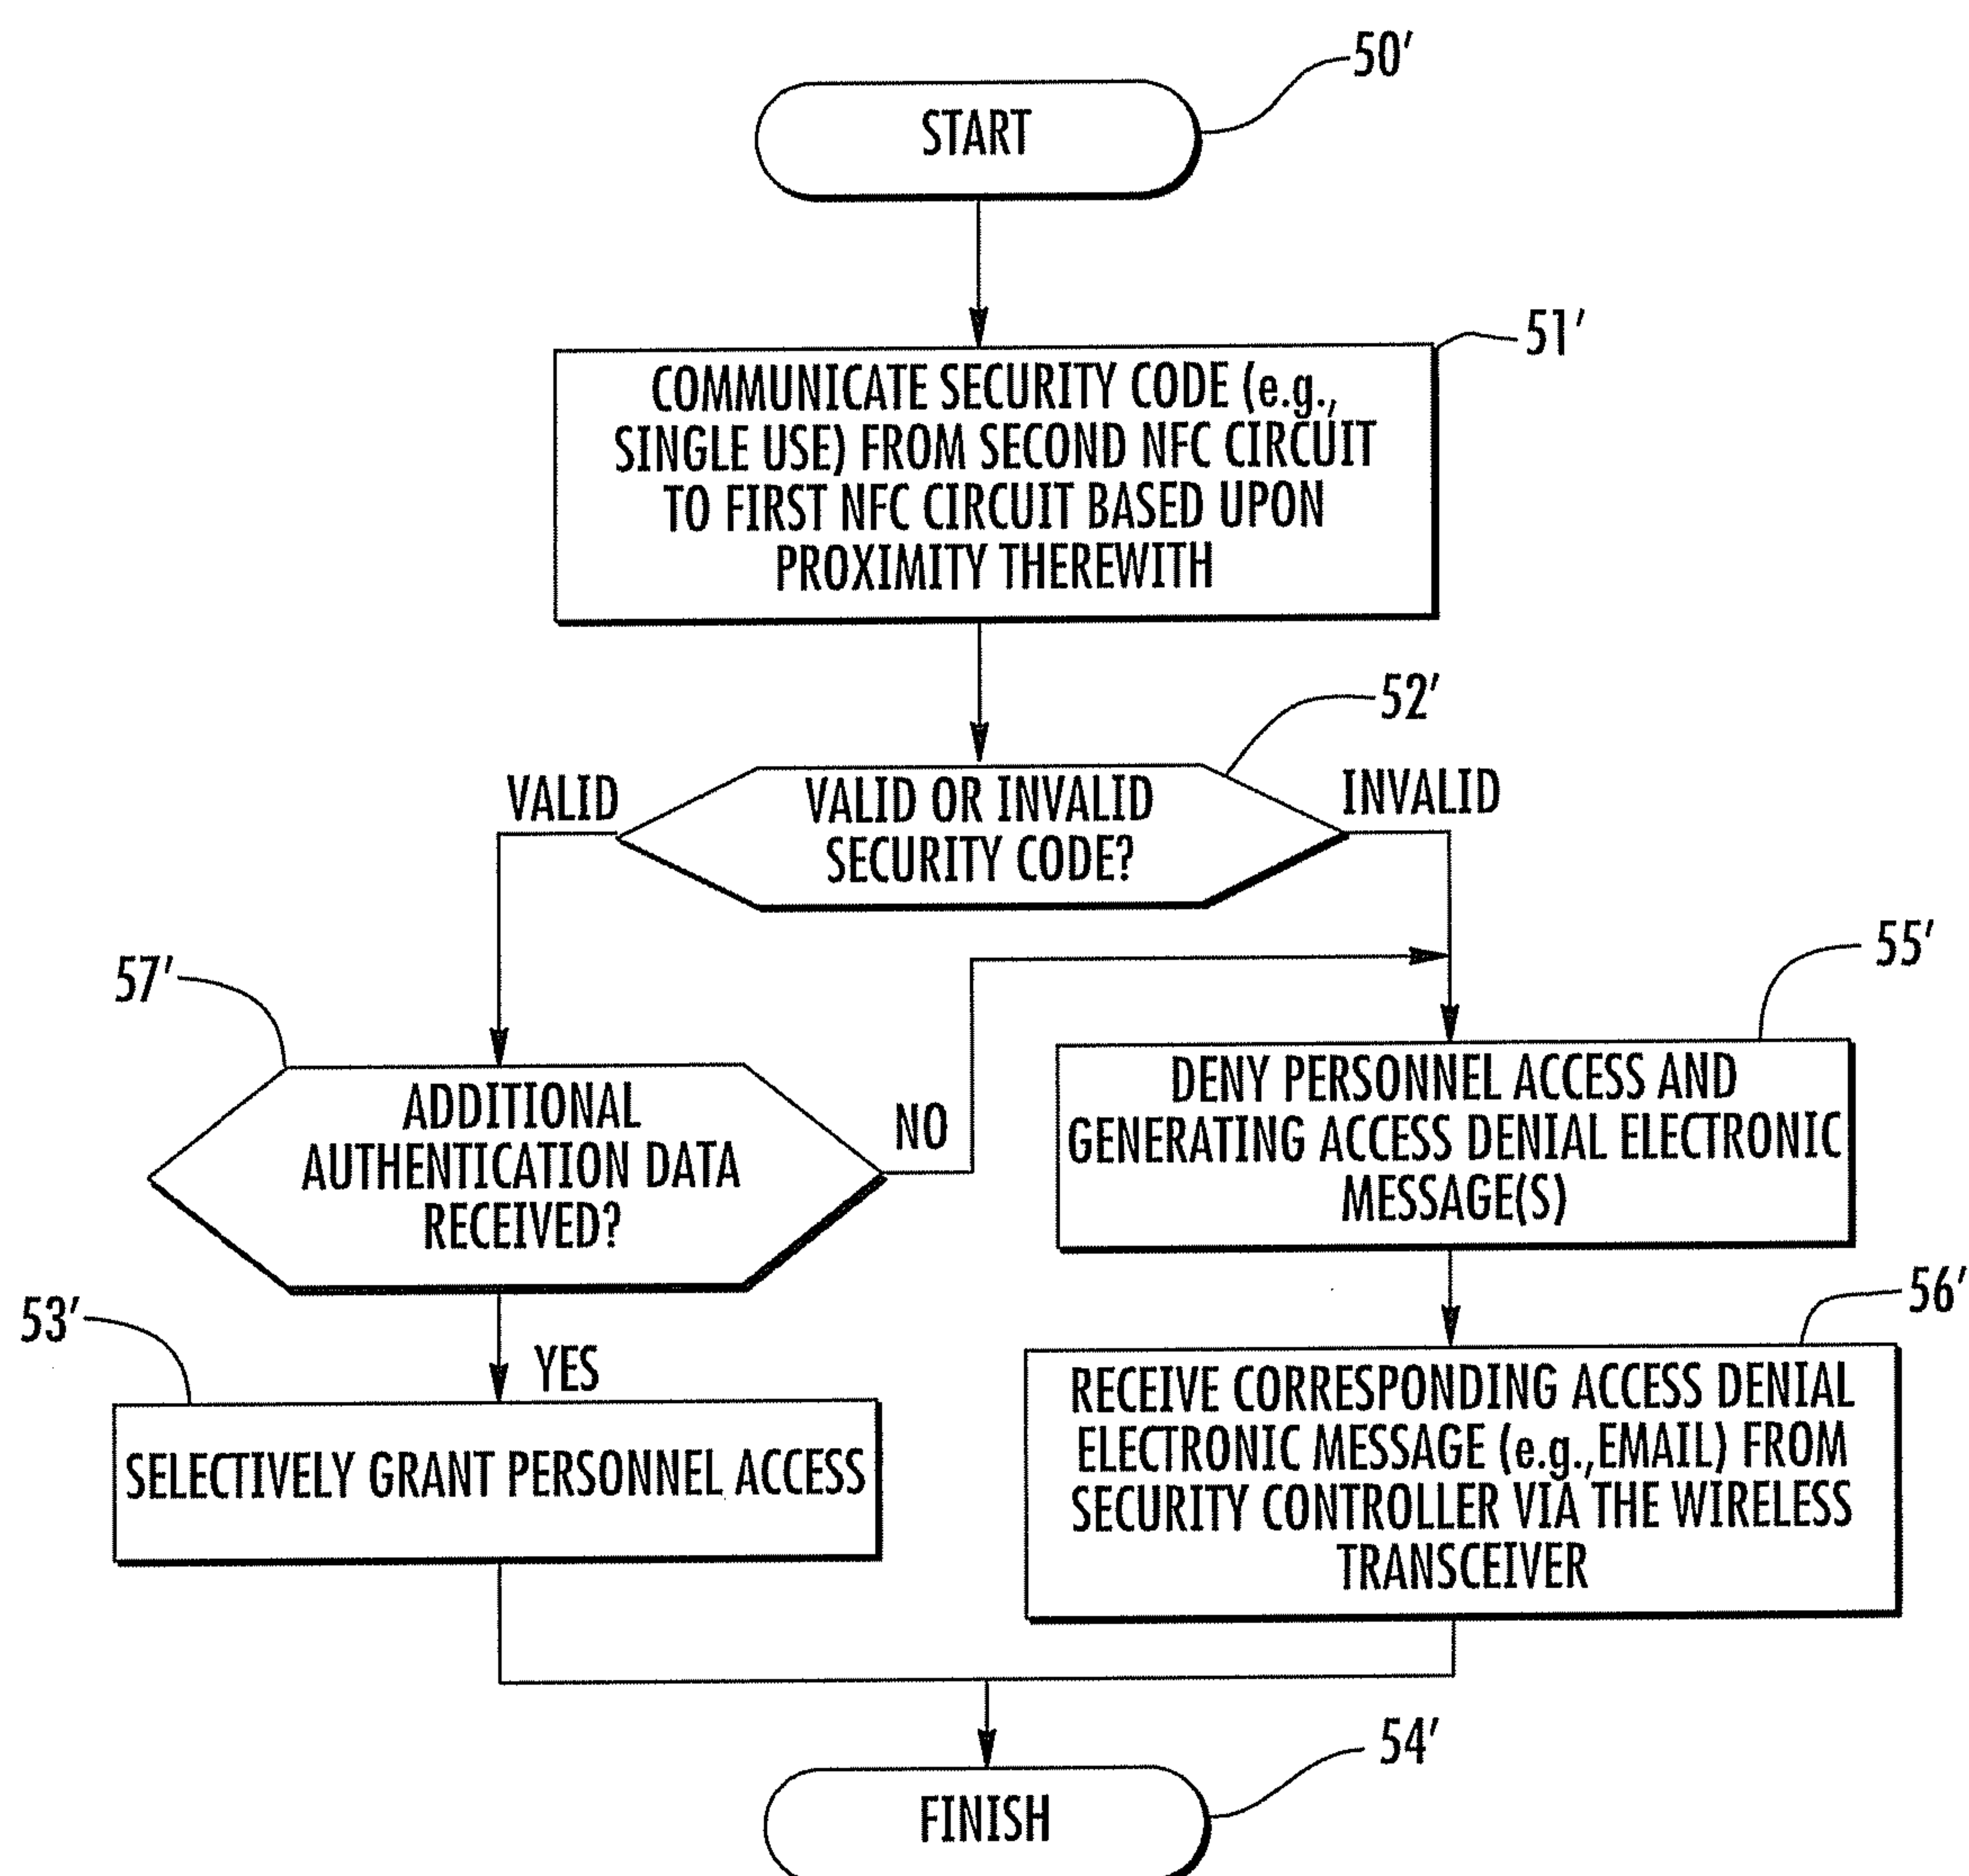 50'
START
51'
COMMUNICATE SECURITY CODE (e.g.,
SINGLE USE) FROM SECOND NFC CIRCUIT
TO FIRST NFC CIRCUIT BASED UPON
PROXIMITY THEREWITH
52'
VALID
VALID OR INVALID
SECURITY CODE?
INVALID
57'
ADDITIONAL
AUTHENTICATION DATA
RECEIVED?
NO
55'
DENY PERSONNEL ACCESS AND
GENERATING ACCESS DENIAL ELECTRONIC
MESSAGE(S)
53'
YES
SELECTIVELY GRANT PERSONNEL ACCESS
56'
RECEIVE CORRESPONDING ACCESS DENIAL
ELECTRONIC MESSAGE (e.g.,EMAIL) FROM
SECURITY CONTROLLER VIA THE WIRELESS
TRANSCEIVER
54'
FINISH